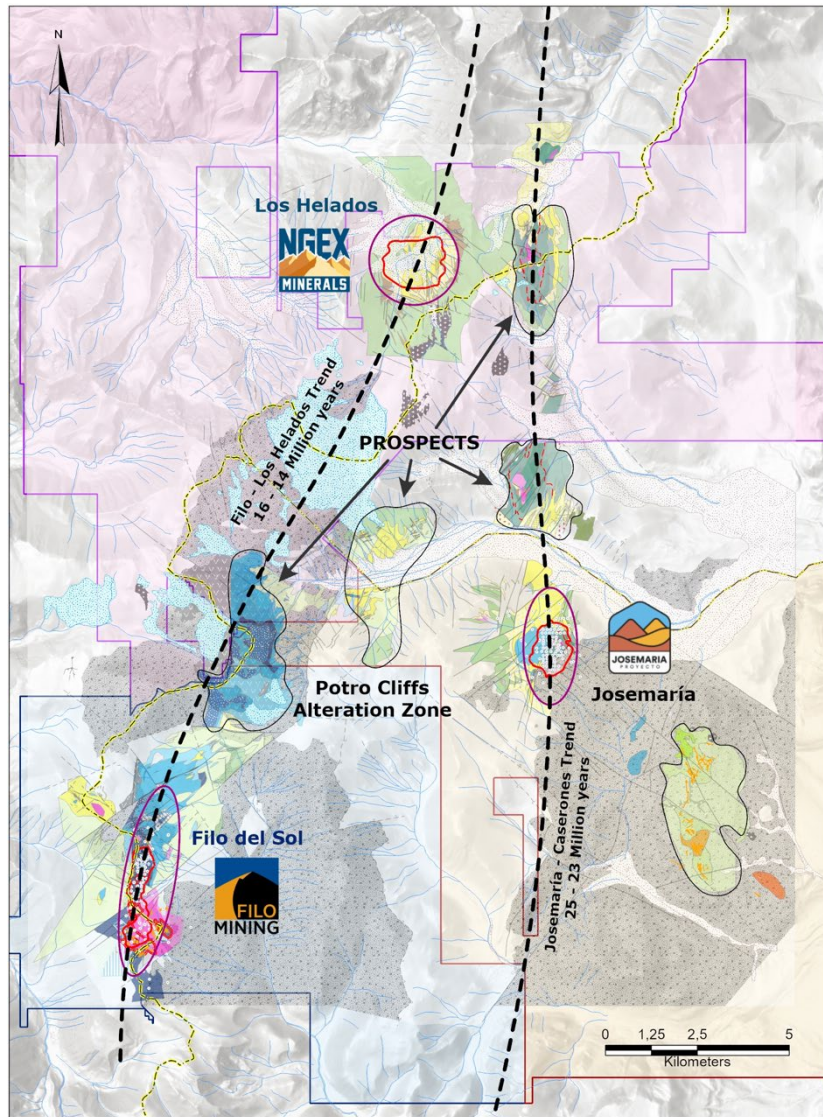 N
Los Helados
NGEX
MINERALS
Filo - Los Helados Trend
16 - 14 Million years
PROSPECTS
JOSEMARIA
PROYECTO
Josemaría
Potro Cliffs
Alteration Zone
Josemaría - Caserones Trend
25 - 23 Million years
Filo del Sol
FILO
MINING
0 1,25 2,5 5
Kilometers